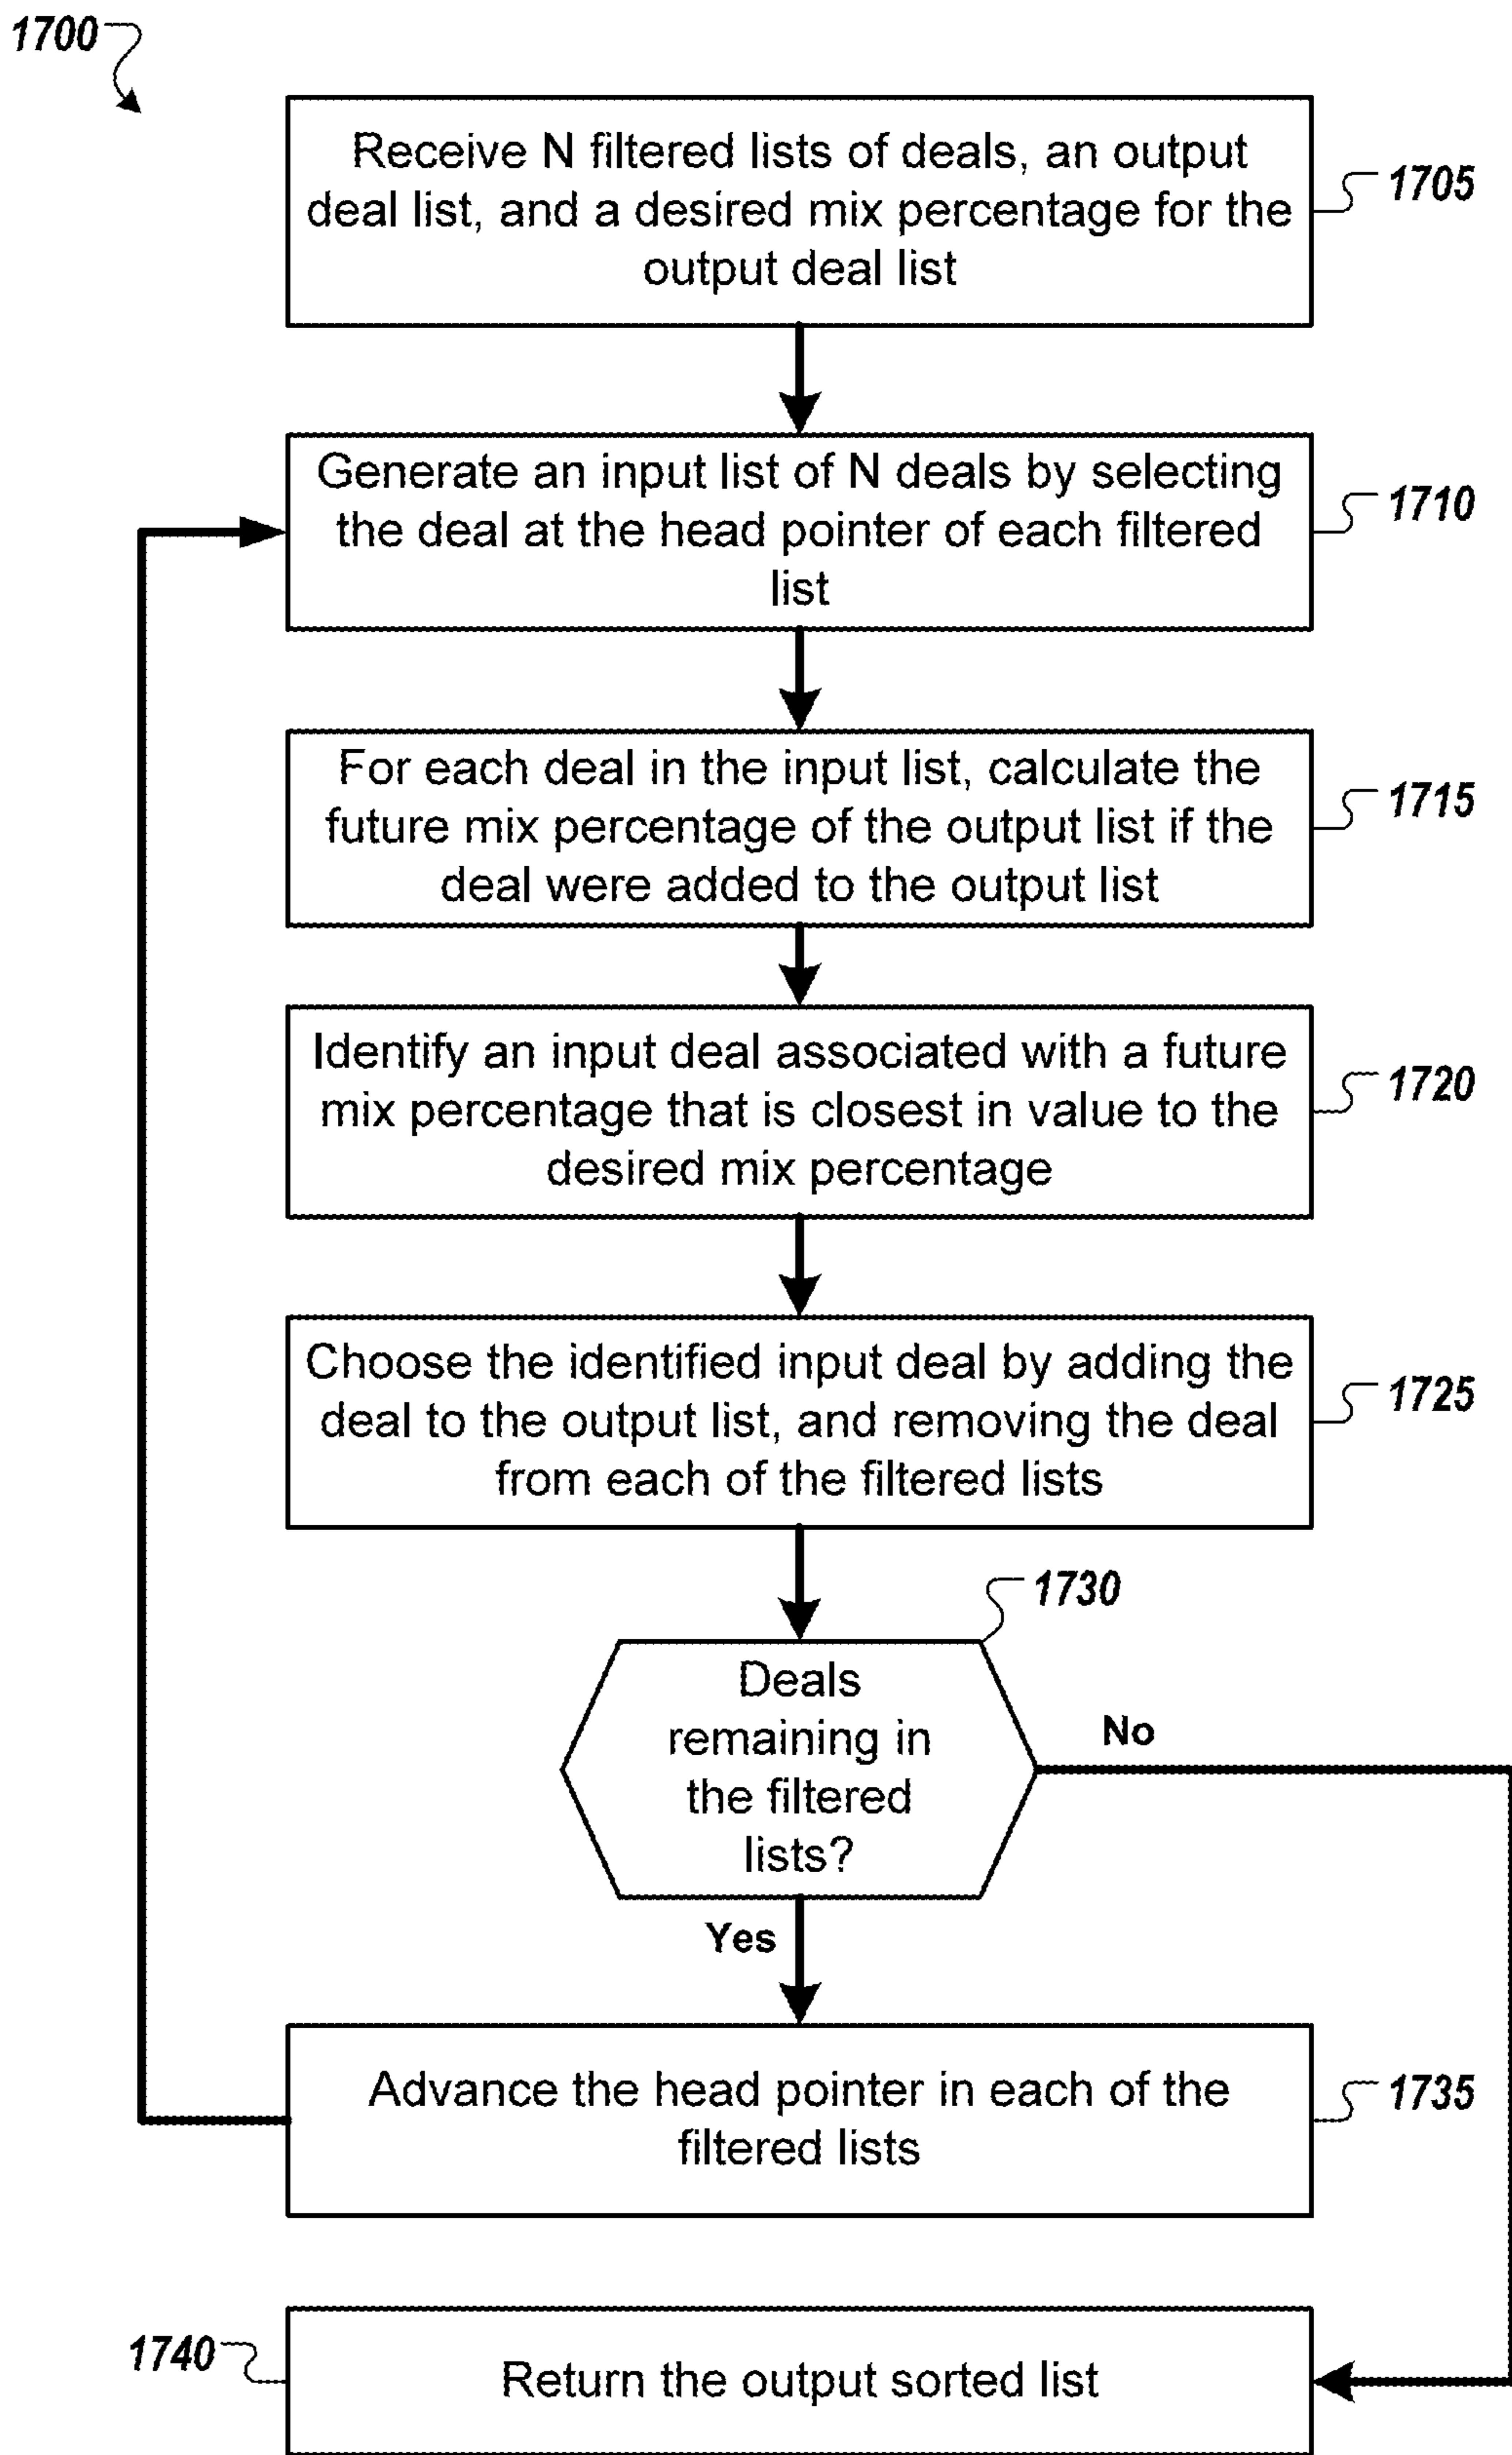 1700
Receive N filtered lists of deals, an output
deal list, and a desired mix percentage for the
output deal list
1705
Generate an input list of N deals by selecting
the deal at the head pointer of each filtered
list
1710
For each deal in the input list, calculate the
future mix percentage of the output list if the
deal were added to the output list
1715
Identify an input deal associated with a future
mix percentage that is closest in value to the
desired mix percentage
1720
Choose the identified input deal by adding the
deal to the output list, and removing the deal
from each of the filtered lists
1725
1730
Deals
remaining in
the filtered
lists?
No
Yes
Advance the head pointer in each of the
filtered lists
1735
1740
Return the output sorted list